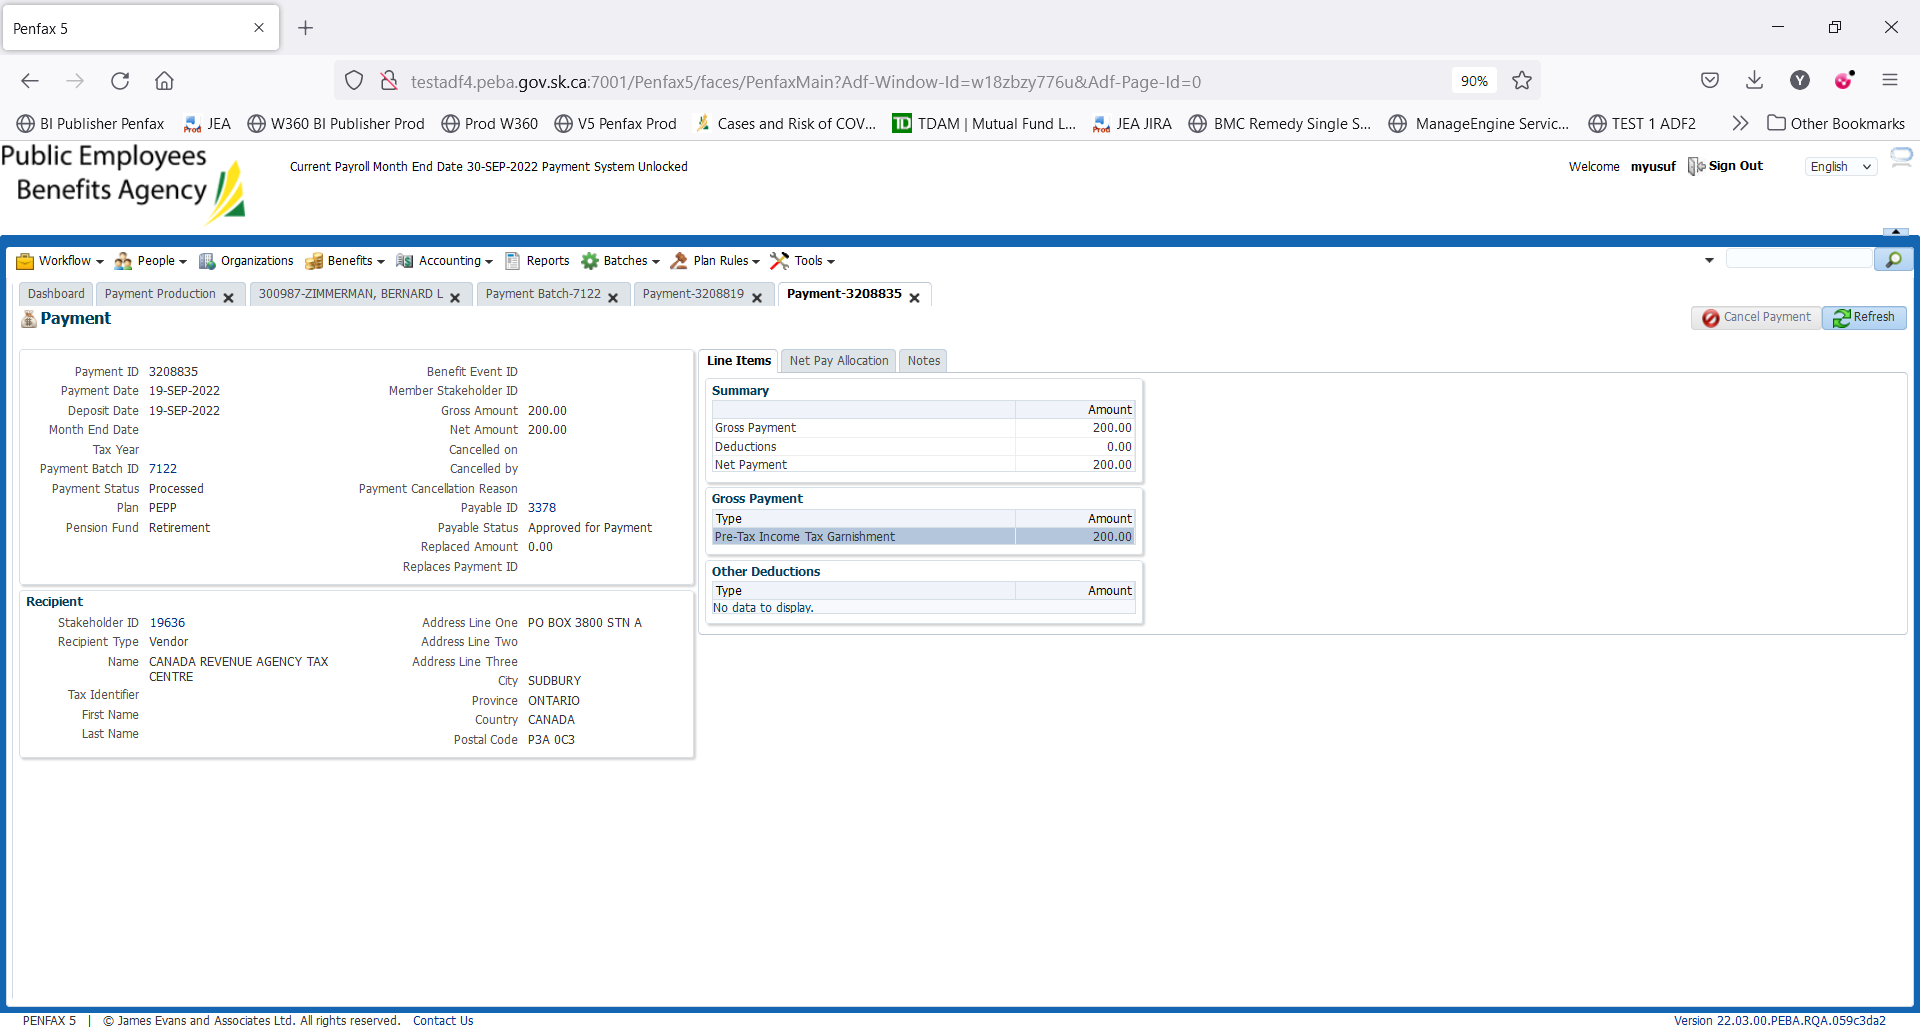 Penfax 5
testadf4.peba.gov.sk.ca:7001/Penfax5/faces/PenfaxMain?Adf-Window-Id=w18zbzy776u&Adf-Page-Id=0
90%
Y
BI Publisher Penfax
JEA
W360 BI Publisher Prod
Prod W360
V5 Penfax Prod
Cases and Risk of COV...
TD TDAM | Mutual Fund L...
JEA JIRA
BMC Remedy Single S...
ManageEngine Servic...
TEST 1 ADF2
Other Bookmarks
Public Employees
Benefits Agency
Current Payroll Month End Date 30-SEP-2022 Payment System Unlocked
Welcome myusuf Sign Out English
Workflow People Organizations Benefits Accounting Reports Batches Plan Rules Tools
Dashboard Payment Production 300987-ZIMMERMAN, BERNARD L Payment Batch-7122 Payment-3208819 Payment-3208835
Payment
Cancel Payment Refresh
Payment ID 3208835
Payment Date 19-SEP-2022
Deposit Date 19-SEP-2022
Month End Date
Tax Year
Payment Batch ID 7122
Payment Status Processed
Plan PEPP
Pension Fund Retirement
Benefit Event ID
Member Stakeholder ID
Gross Amount 200.00
Net Amount 200.00
Cancelled on
Cancelled by
Payment Cancellation Reason
Payable ID 3378
Payable Status Approved for Payment
Replaced Amount 0.00
Replaces Payment ID
Recipient
Stakeholder ID 19636
Recipient Type Vendor
Name CANADA REVENUE AGENCY TAX
CENTRE
Tax Identifier
First Name
Last Name
Address Line One PO BOX 3800 STN A
Address Line Two
Address Line Three
City SUDBURY
Province ONTARIO
Country CANADA
Postal Code P3A 0C3
Line Items Net Pay Allocation Notes
Summary
Amount
Gross Payment 200.00
Deductions 0.00
Net Payment 200.00
Gross Payment
Type Amount
Pre-Tax Income Tax Garnishment 200.00
Other Deductions
Type Amount
No data to display.
PENFAX 5 | © James Evans and Associates Ltd. All rights reserved. Contact Us
Version 22.03.00.PEBA.RQA.059c3da2